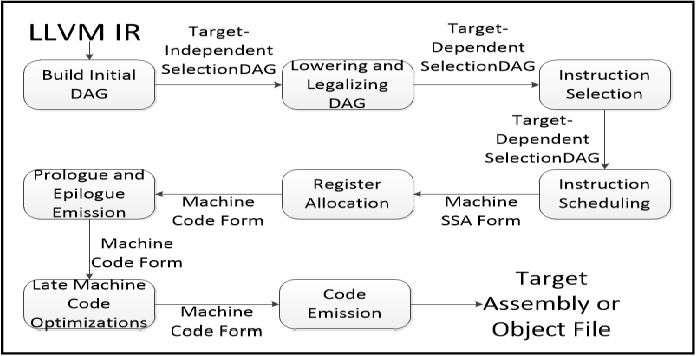 LLVM IR
Build Initial
DAG
Target-
Independent
SelectionDAG
Lowering and
Legalizing
DAG
Target-
Dependent
SelectionDAG
Instruction
Selection
Target-
Dependent
SelectionDAG
Instruction
Scheduling
Machine
SSA Form
Register
Allocation
Machine
Code Form
Prologue and
Epilogue
Emission
Machine
Code Form
Late Machine
Code
Optimizations
Machine
Code Form
Code
Emission
Target
Assembly or
Object File